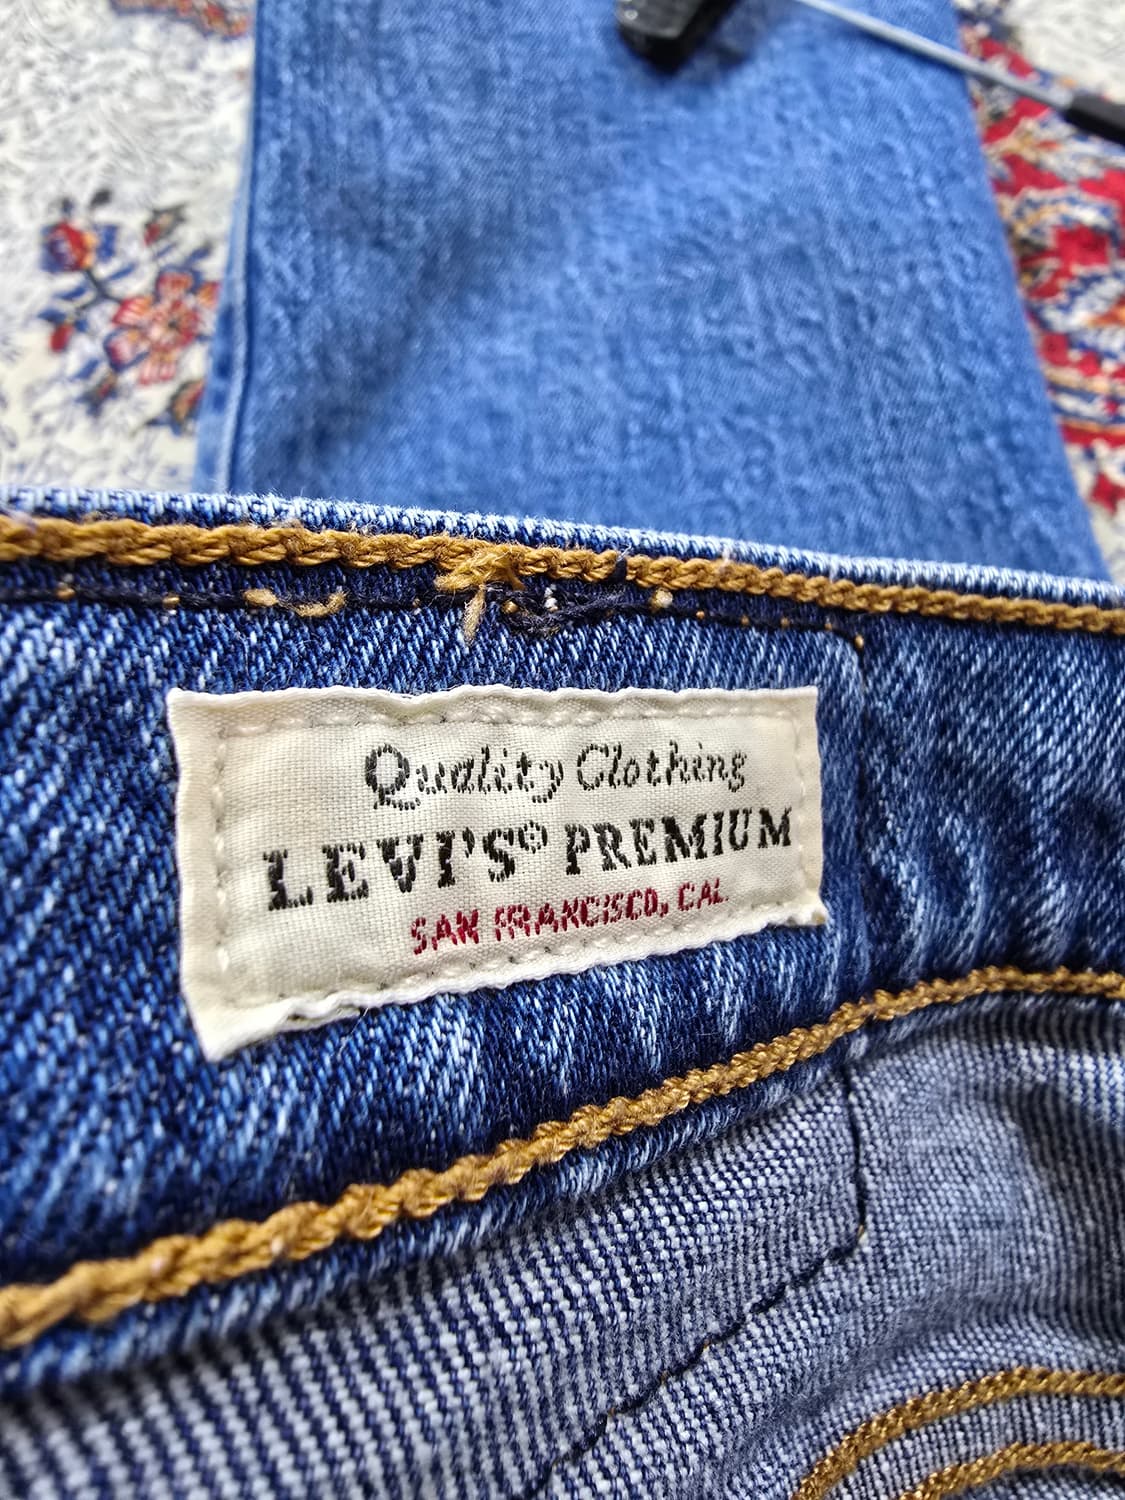 Quality Clothing
LEVI'S® PREMIUM
SAN FRANCISCO, CAL.